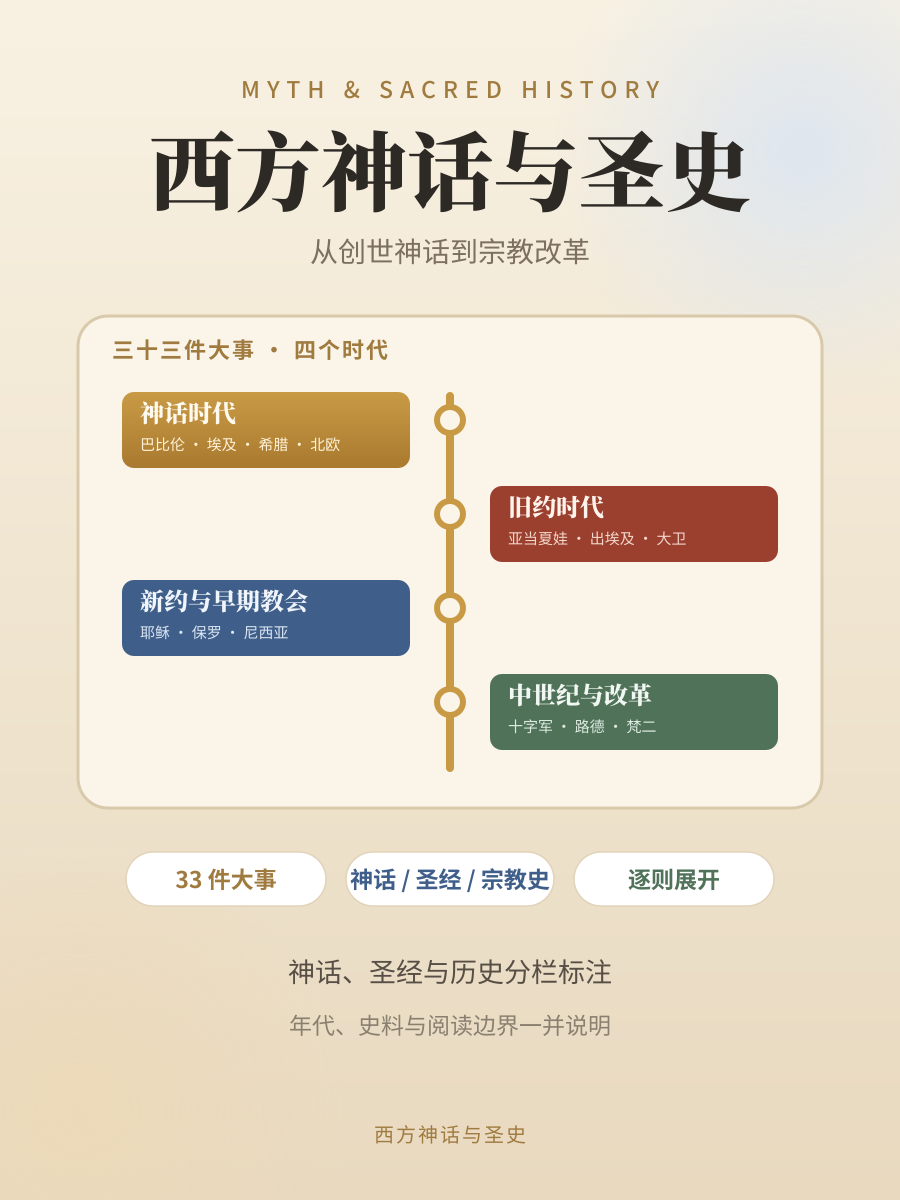 MYTH & SACRED HISTORY
西方神话与圣史
从创世神话到宗教改革
三十三件大事 · 四个时代
神话时代
巴比伦 · 埃及 · 希腊 · 北欧
旧约时代
亚当夏娃 · 出埃及 · 大卫
新约与早期教会
耶稣 · 保罗 · 尼西亚
中世纪与改革
十字军 · 路德 · 梵二
33 件大事
神话 / 圣经 / 宗教史
逐则展开
神话、圣经与历史分栏标注
年代、史料与阅读边界一并说明
西方神话与圣史